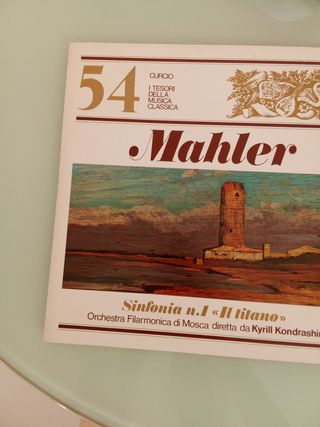 54
CURCIO
I TESORI
DELLA
MUSICA
CLASSICA
Mahler
Sinfonia n.1 «Il titano»
Orchestra Filarmonica di Mosca diretta da Kyrill Kondrashin